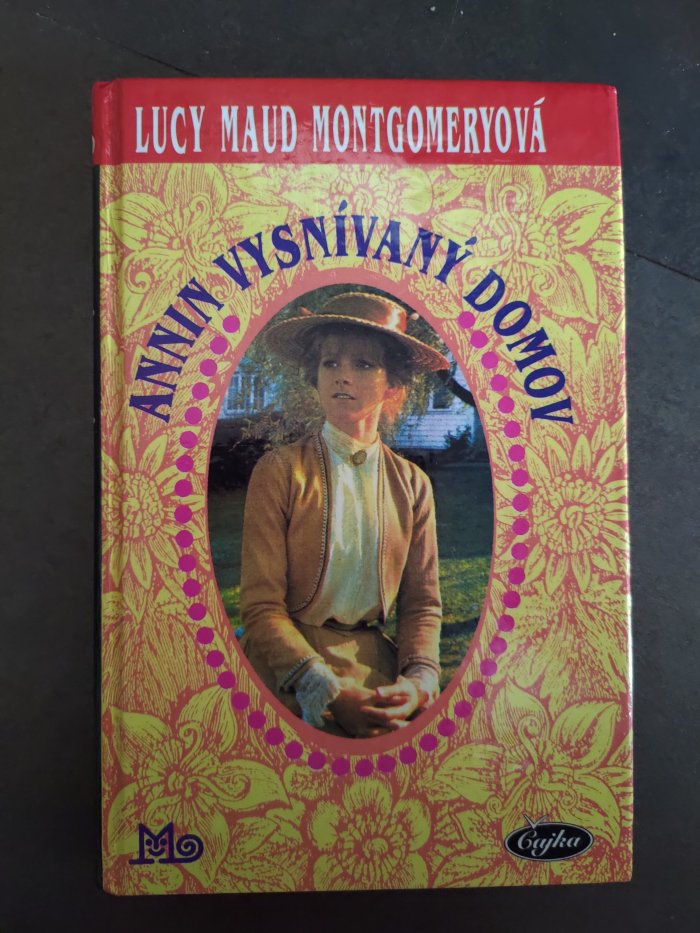 LUCY MAUD MONTGOMERYOVÁ
ANNIN VYSNÍVANÝ DOMOV
Čajka